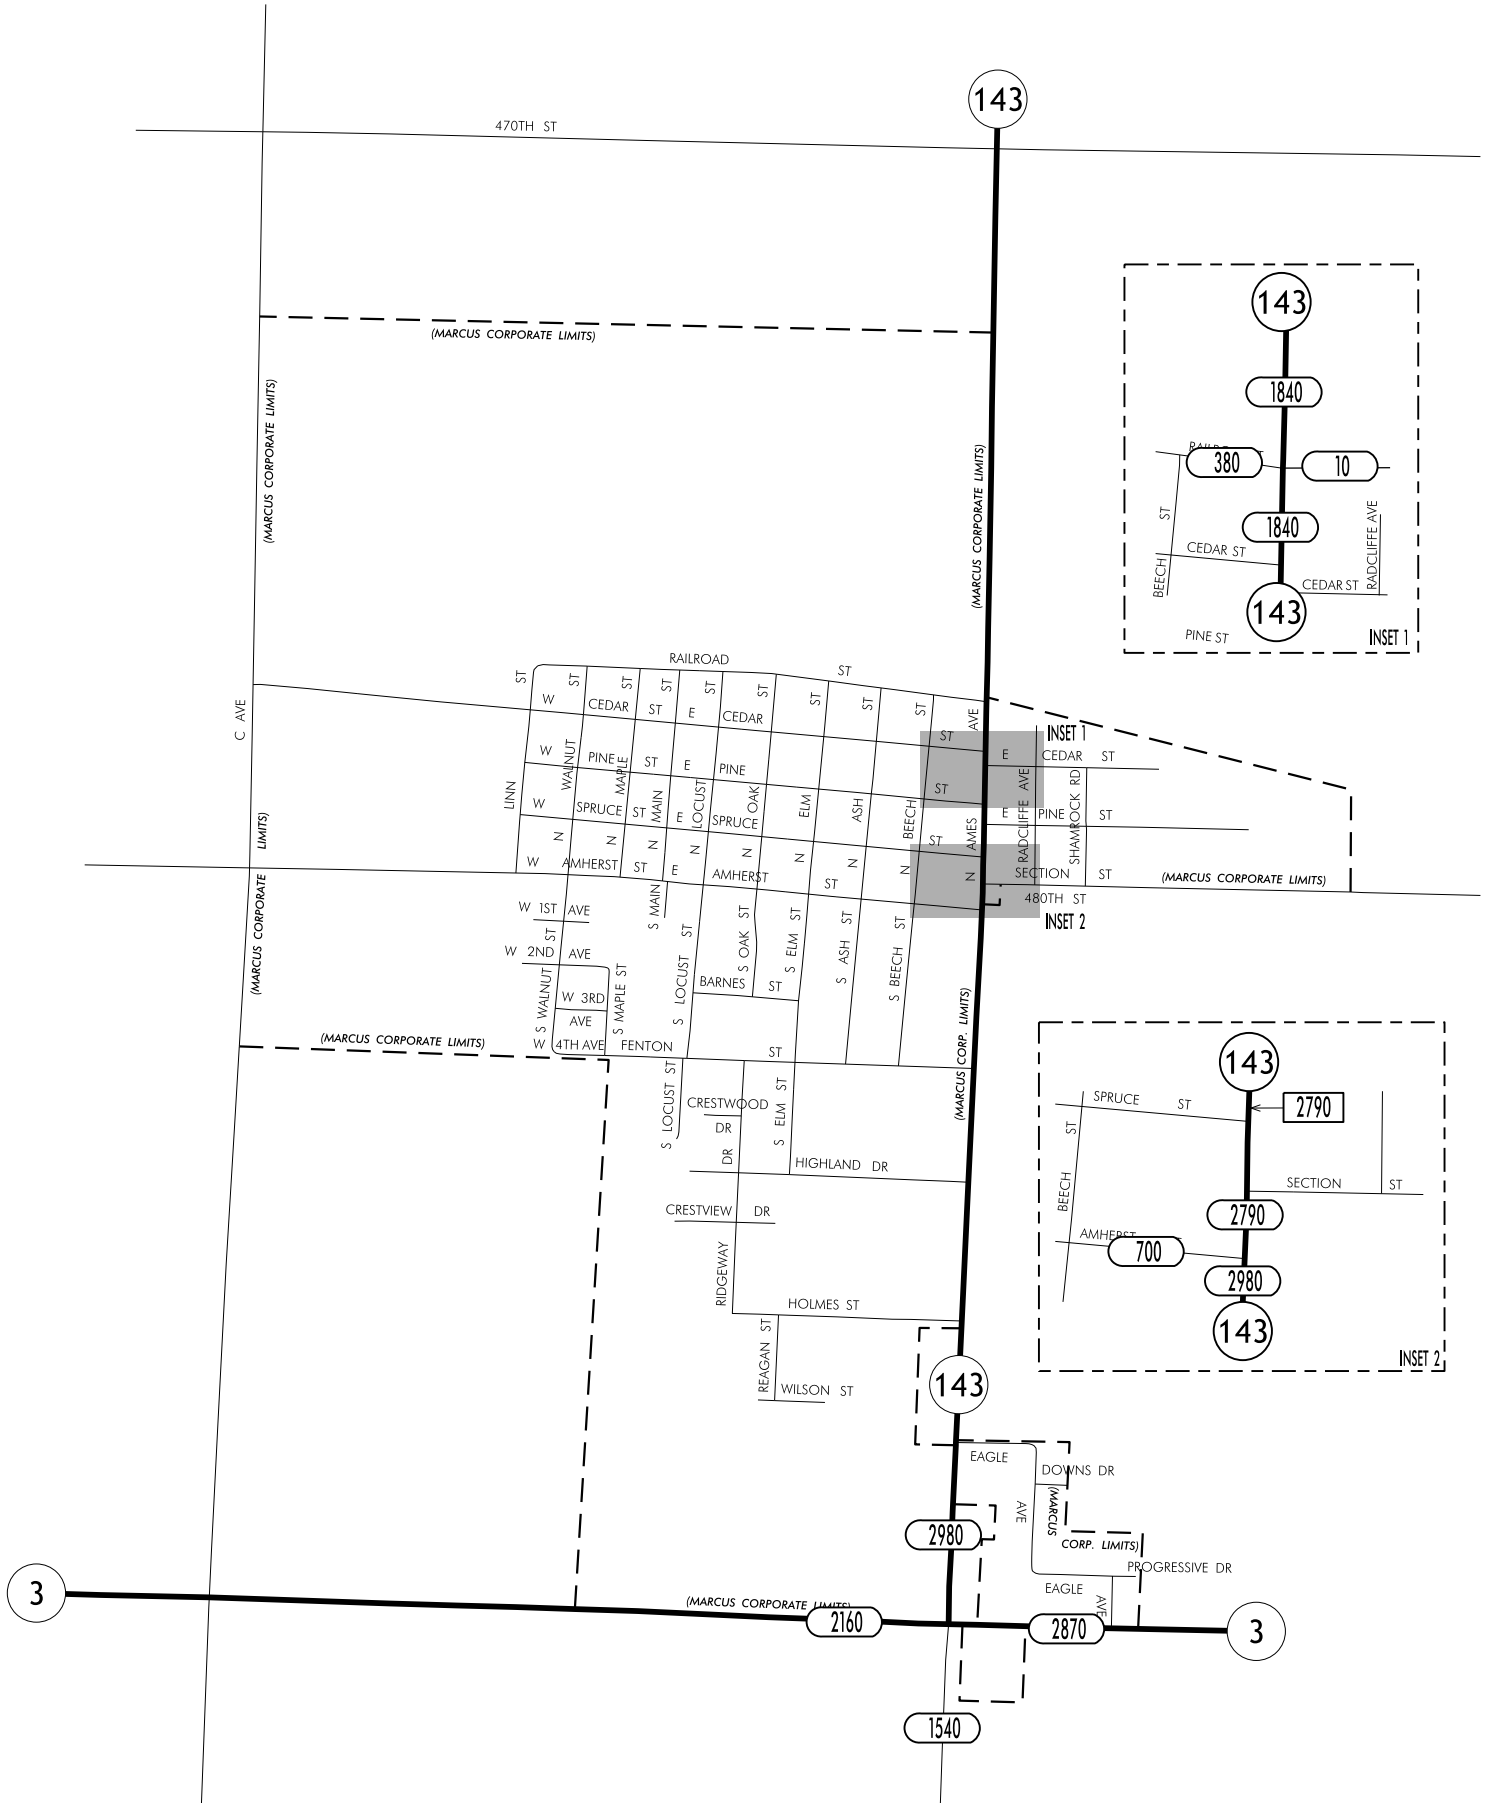 143
470TH ST
(MARCUS CORPORATE LIMITS)
(MARCUS CORPORATE LIMITS)
(MARCUS CORPORATE LIMITS)
143
1840
380
10
1840
BEECH ST
CEDAR ST
RADCLIFFE AVE
CEDAR ST
143
PINE ST
INSET 1
RAILROAD ST
C AVE
LINN ST
W CEDAR ST E CEDAR ST
N WALNUT ST
N MAPLE ST
N MAIN ST
N LOCUST ST
N OAK ST
N ELM ST
N ASH ST
N BEECH ST
N AMES AVE
INSET 1
E CEDAR ST
W PINE ST E PINE ST
E PINE ST
RADCLIFFE AVE
SHAMROCK RD
W SPRUCE ST E SPRUCE ST
W AMHERST ST E AMHERST ST
SECTION ST
(MARCUS CORPORATE LIMITS)
480TH ST
INSET 2
(MARCUS CORPORATE LIMITS)
W 1ST AVE
W 2ND AVE
W 3RD AVE
W 4TH AVE
S WALNUT ST
S MAPLE ST
S MAIN
S LOCUST ST
S OAK ST
S ELM ST
S ASH ST
S BEECH ST
BARNES ST
FENTON ST
(MARCUS CORPORATE LIMITS)
(MARCUS CORP. LIMITS)
143
SPRUCE ST
2790
BEECH ST
SECTION ST
2790
AMHERST
700
2980
143
INSET 2
S LOCUST ST
CRESTWOOD DR
S ELM ST
HIGHLAND DR
CRESTVIEW DR
RIDGEWAY DR
HOLMES ST
REAGAN ST
WILSON ST
143
EAGLE AVE
DOWNS DR
(MARCUS CORP. LIMITS)
2980
PROGRESSIVE DR
EAGLE AVE
3
(MARCUS CORPORATE LIMITS)
2160
2870
3
1540